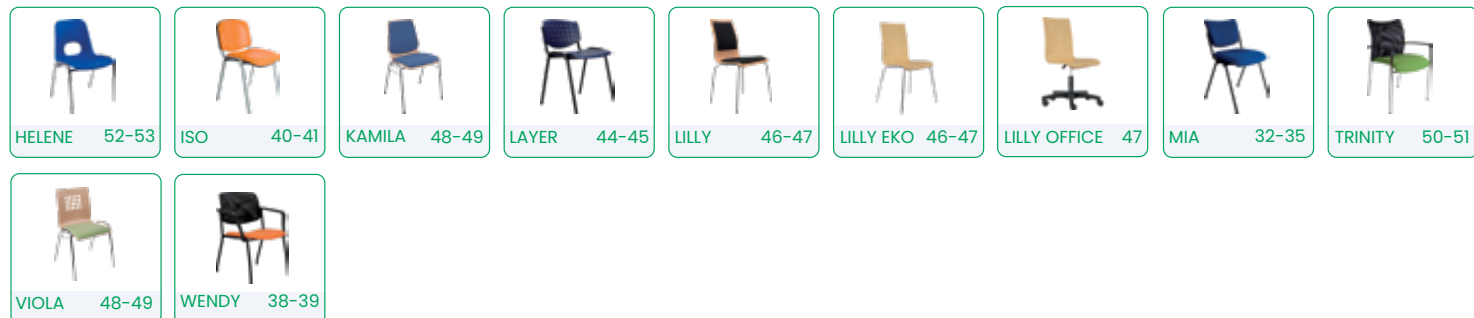 HELENE 52-53
ISO 40-41
KAMILA 48-49
LAYER 44-45
LILLY 46-47
LILLY EKO 46-47
LILLY OFFICE 47
MIA 32-35
TRINITY 50-51
VIOLA 48-49
WENDY 38-39